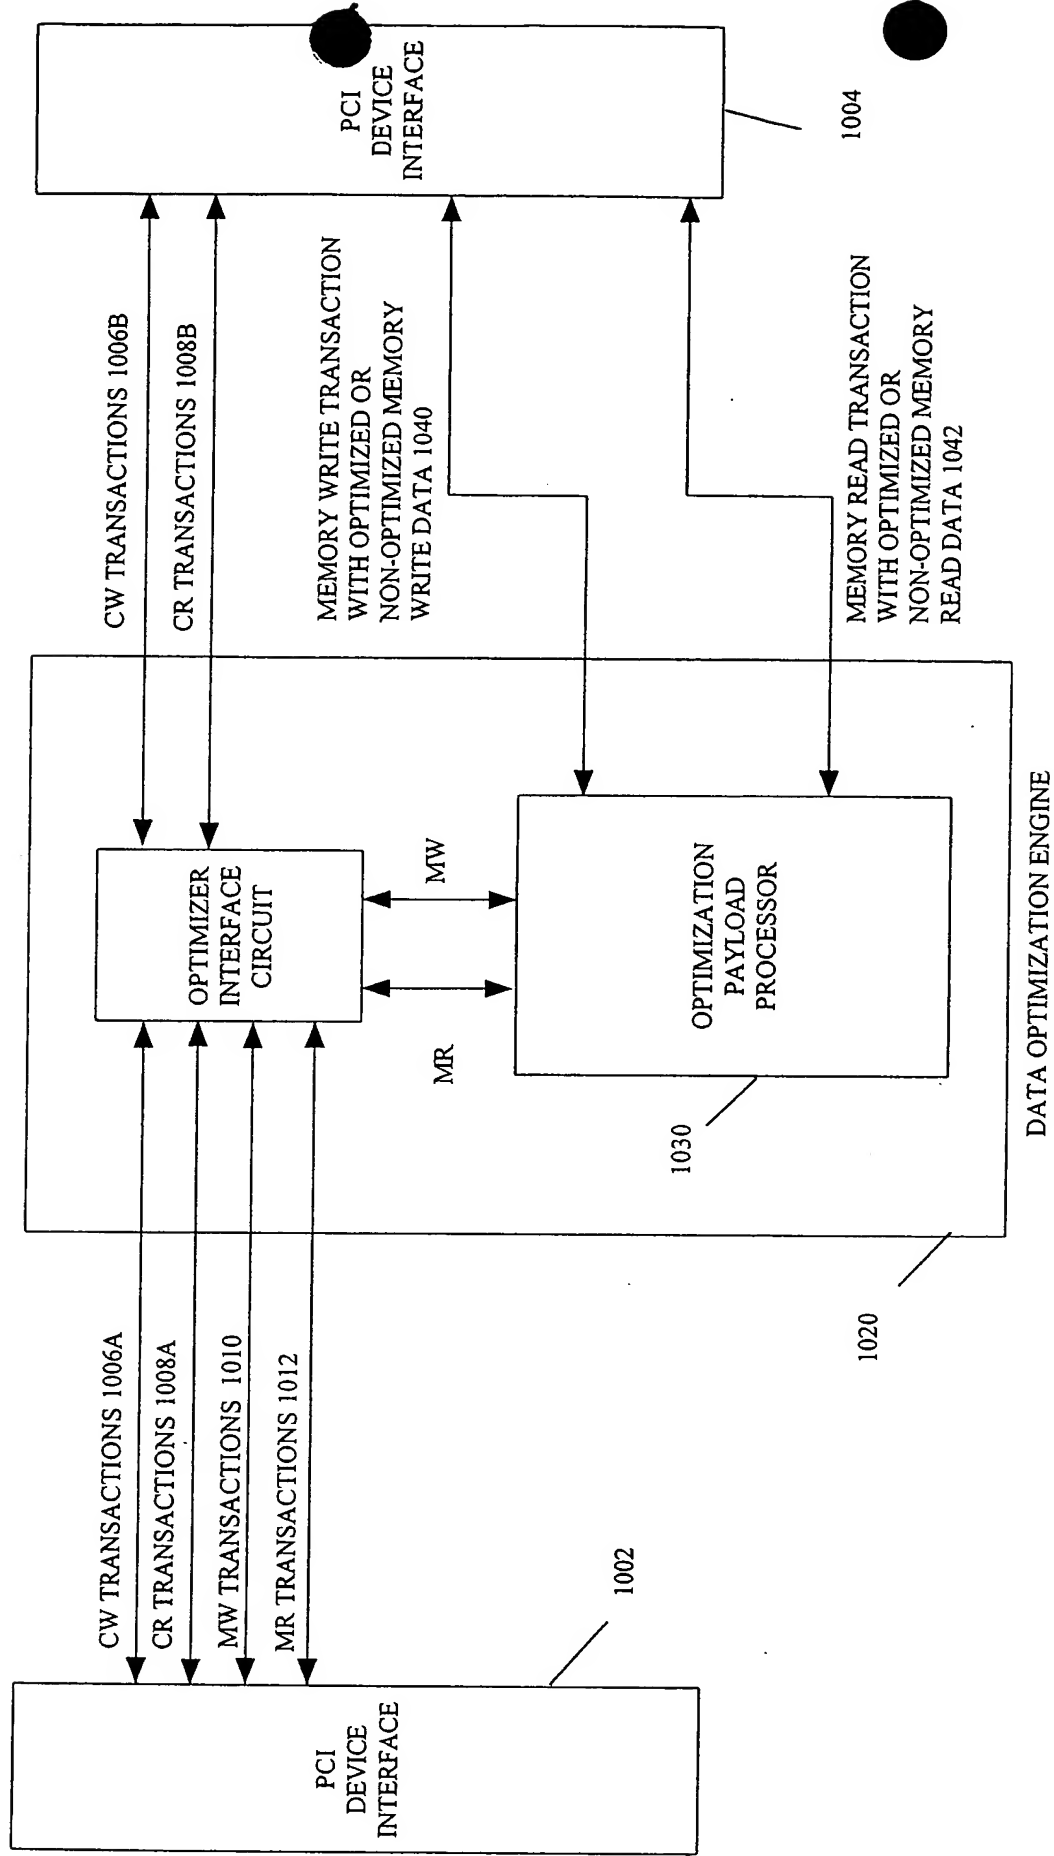 PCI
DEVICE
INTERFACE
1002
CW TRANSACTIONS 1006A
CR TRANSACTIONS 1008A
MW TRANSACTIONS 1010
MR TRANSACTIONS 1012
OPTIMIZER
INTERFACE
CIRCUIT
MR
MW
OPTIMIZATION
PAYLOAD
PROCESSOR
1030
1020
DATA OPTIMIZATION ENGINE
CW TRANSACTIONS 1006B
CR TRANSACTIONS 1008B
MEMORY WRITE TRANSACTION
WITH OPTIMIZED OR
NON-OPTIMIZED MEMORY
WRITE DATA 1040
MEMORY READ TRANSACTION
WITH OPTIMIZED OR
NON-OPTIMIZED MEMORY
READ DATA 1042
PCI
DEVICE
INTERFACE
1004